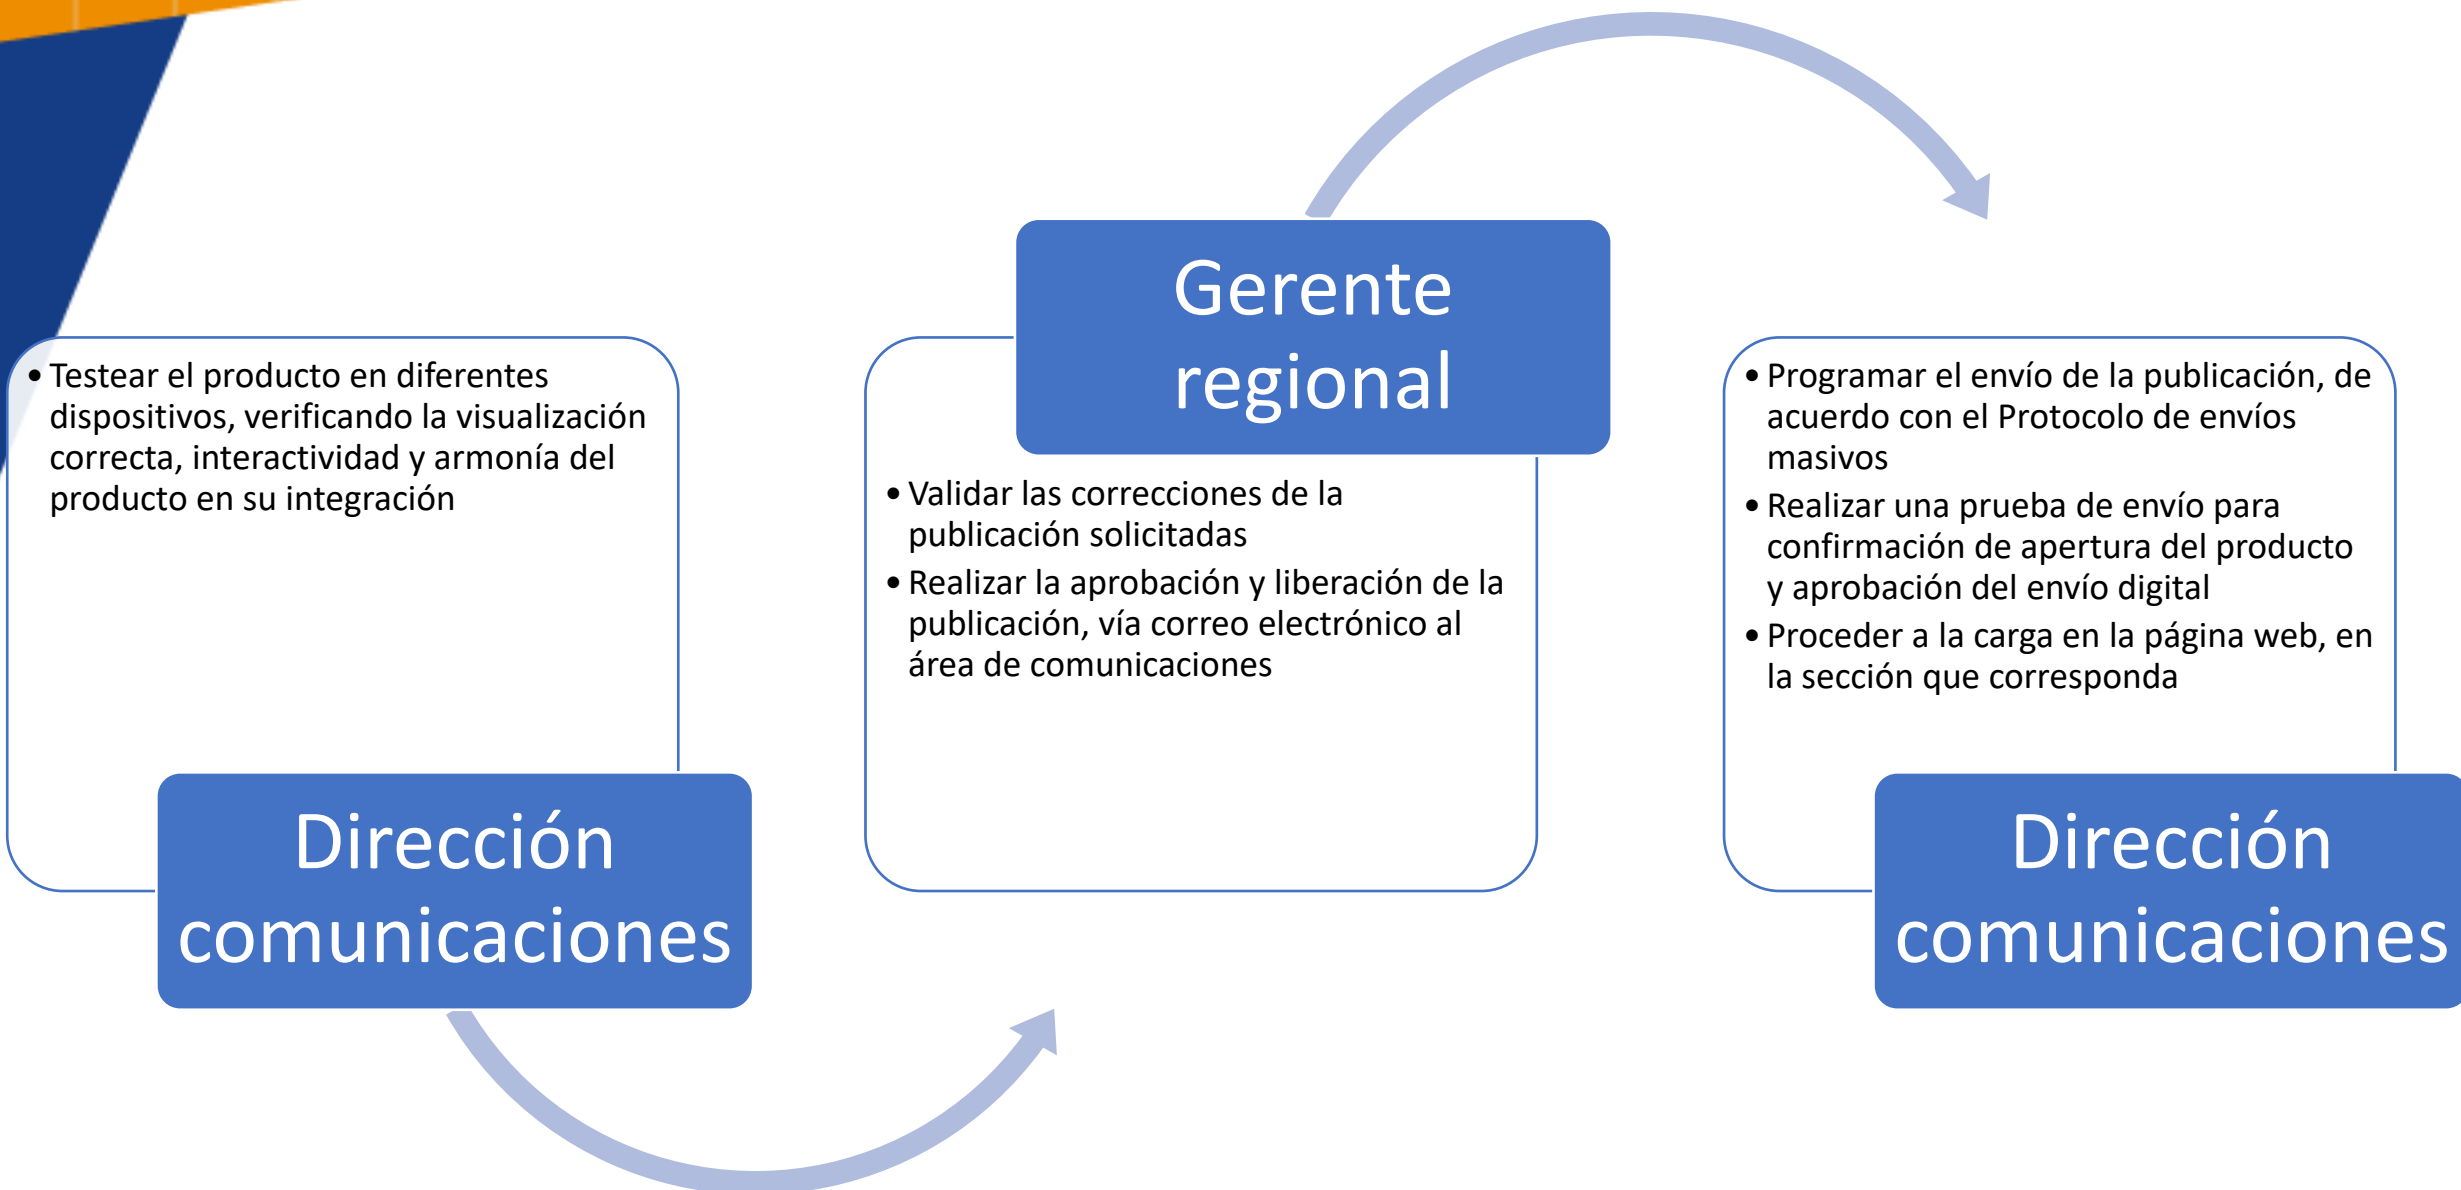 • Testear el producto en diferentes
dispositivos, verificando la visualización
correcta, interactividad y armonía del
producto en su integración
Dirección
comunicaciones
Gerente
regional
• Validar las correcciones de la
publicación solicitadas
• Realizar la aprobación y liberación de la
publicación, vía correo electrónico al
área de comunicaciones
• Programar el envío de la publicación, de
acuerdo con el Protocolo de envíos
masivos
• Realizar una prueba de envío para
confirmación de apertura del producto
y aprobación del envío digital
• Proceder a la carga en la página web, en
la sección que corresponda
Dirección
comunicaciones